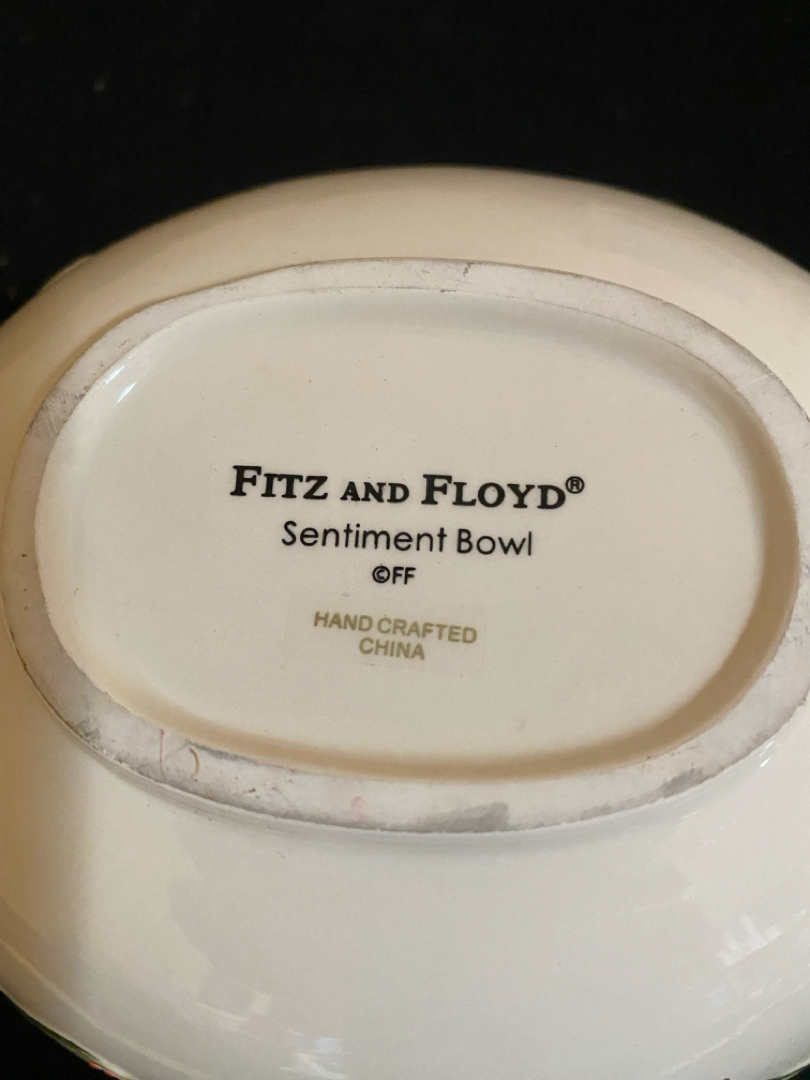 FITZ AND FLOYD®
Sentiment Bowl
©FF
HAND CRAFTED
CHINA